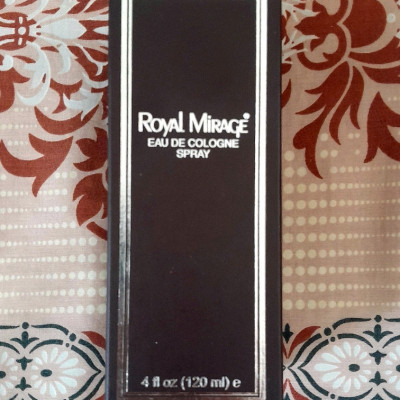 Royal Mirage
EAU DE COLOGNE
SPRAY
4 fl oz (120 ml) e